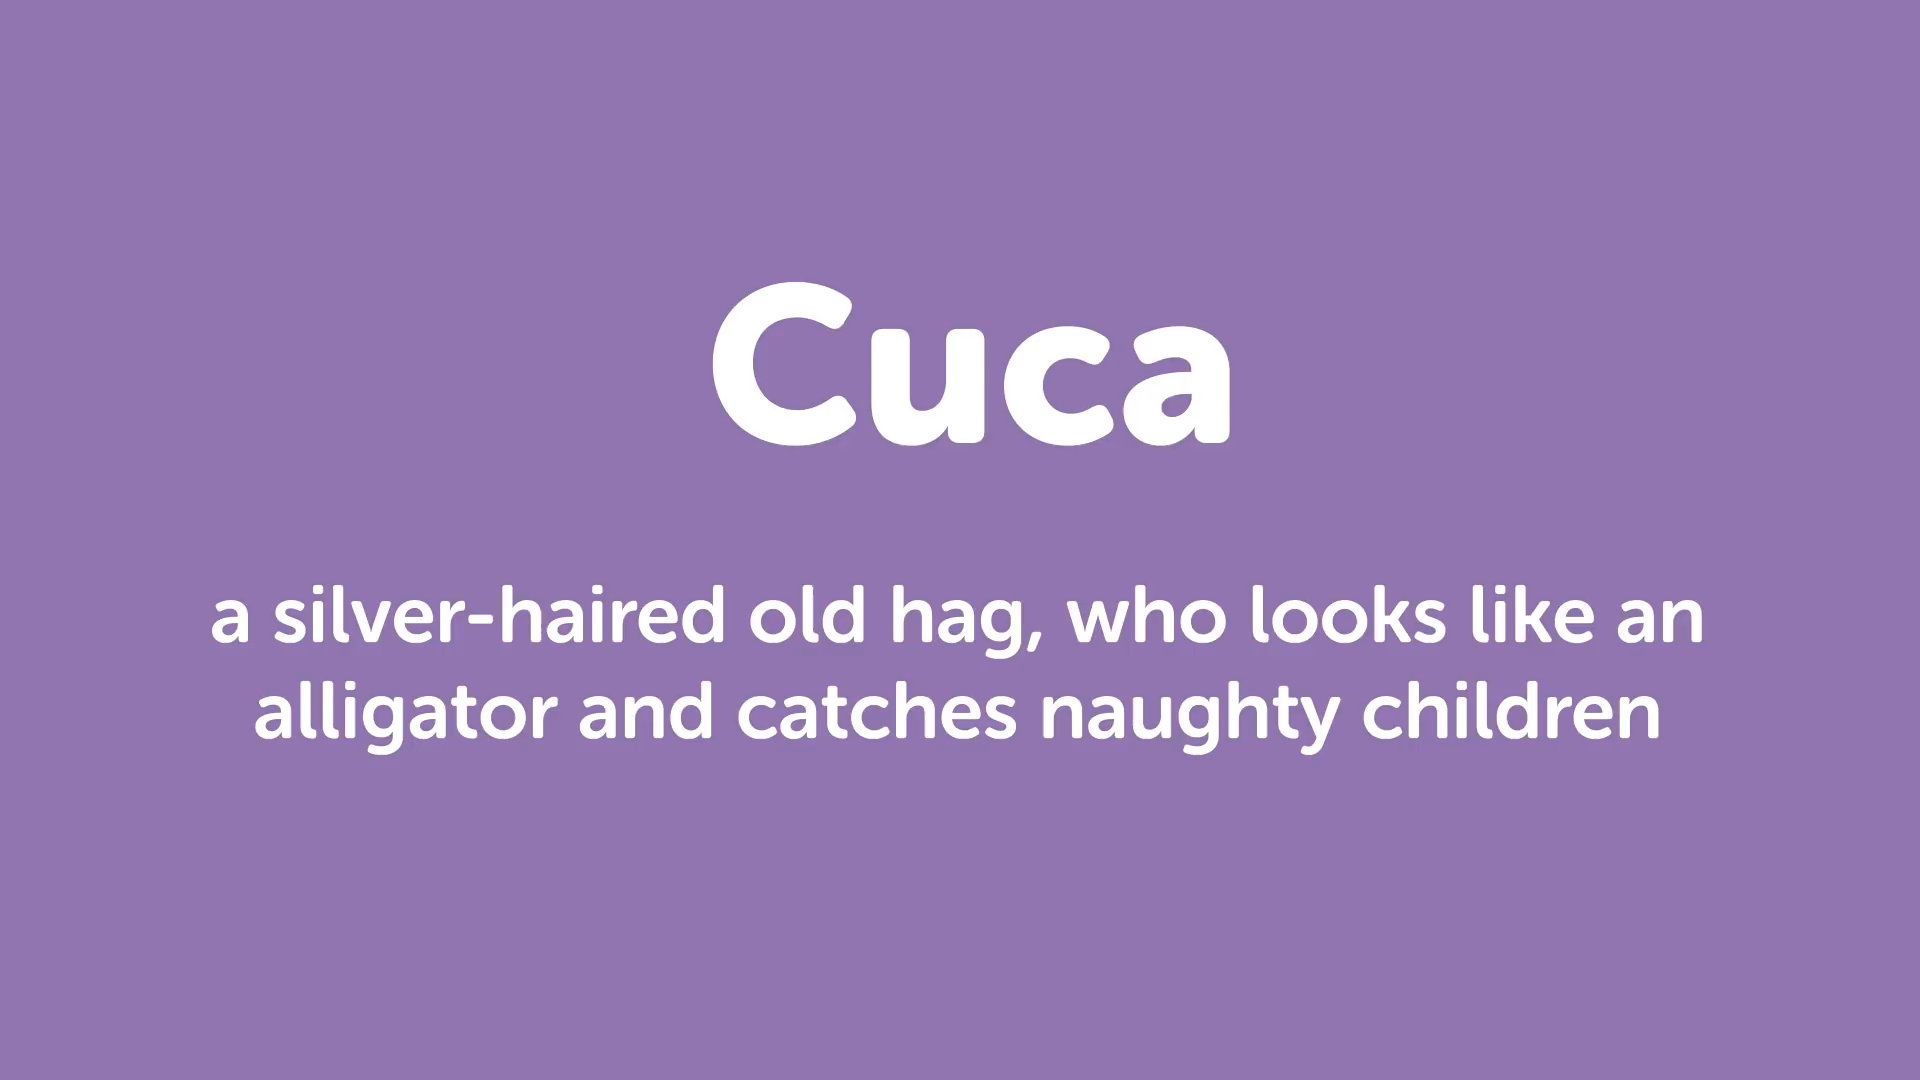 Cuca
a silver-haired old hag, who looks like an
alligator and catches naughty children